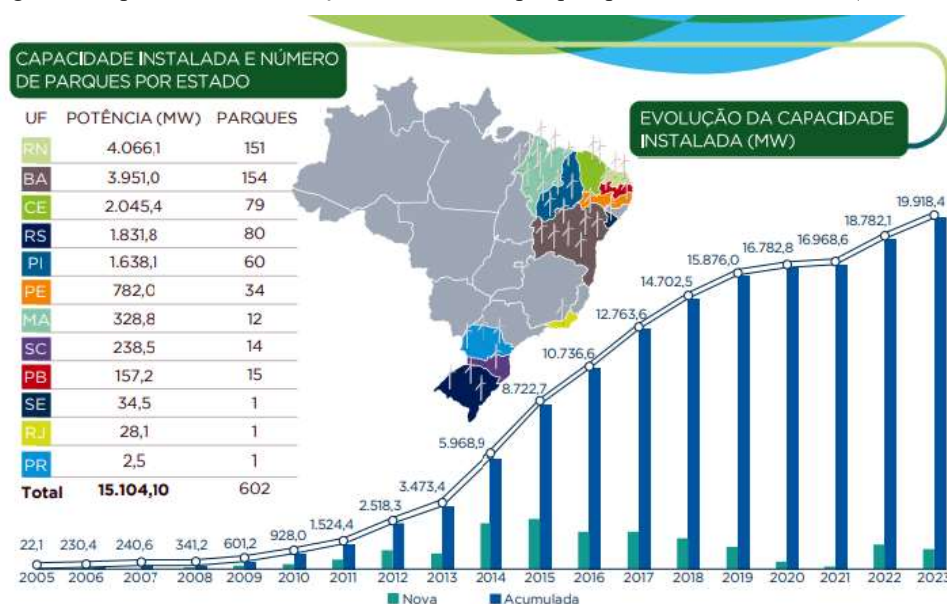 CAPACIDADE INSTALADA E NÚMERO
DE PARQUES POR ESTADO
UF POTÊNCIA (MW) PARQUES
RN 4.066,1 151
BA 3.951,0 154
CE 2.045,4 79
RS 1.831,8 80
PI 1.638,1 60
PE 782,0 34
MA 328,8 12
SC 238,5 14
PB 157,2 15
SE 34,5 1
RJ 28,1 1
PR 2,5 1
Total 15.104,10 602
EVOLUÇÃO DA CAPACIDADE
INSTALADA (MW)
22,1 230,4 240,6 341,2 601,2 928,0 1.524,4 2.518,3 3.473,4 5.968,9 8.722,7 10.736,6 12.763,6 14.702,5 15.876,0 16.782,8 16.968,6 18.782,1 19.918,4
2005 2006 2007 2008 2009 2010 2011 2012 2013 2014 2015 2016 2017 2018 2019 2020 2021 2022 2023
Nova Acumulada